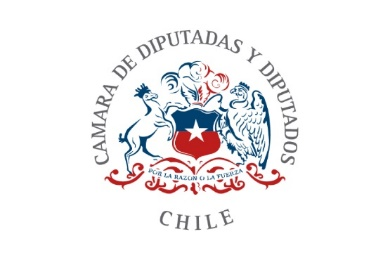 CAMARA DE DIPUTADAS Y DIPUTADOS
POR LA RAZON O LA FUERZA
CHILE